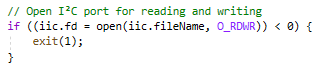 // Open I²C port for reading and writing
if ((iic.fd = open(iic.fileName, O_RDWR)) < 0) {
    exit(1);
}